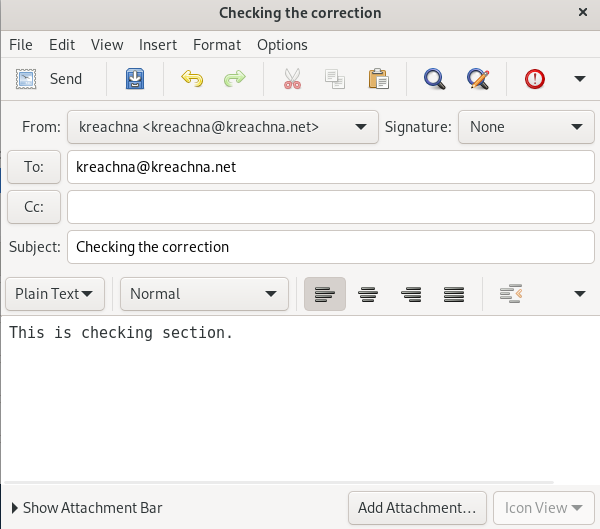 Checking the correction
File Edit View Insert Format Options
Send
From: kreachna <kreachna@kreachna.net> Signature: None
To: kreachna@kreachna.net
Cc:
Subject: Checking the correction
Plain Text Normal
This is checking section.
Show Attachment Bar Add Attachment... Icon View